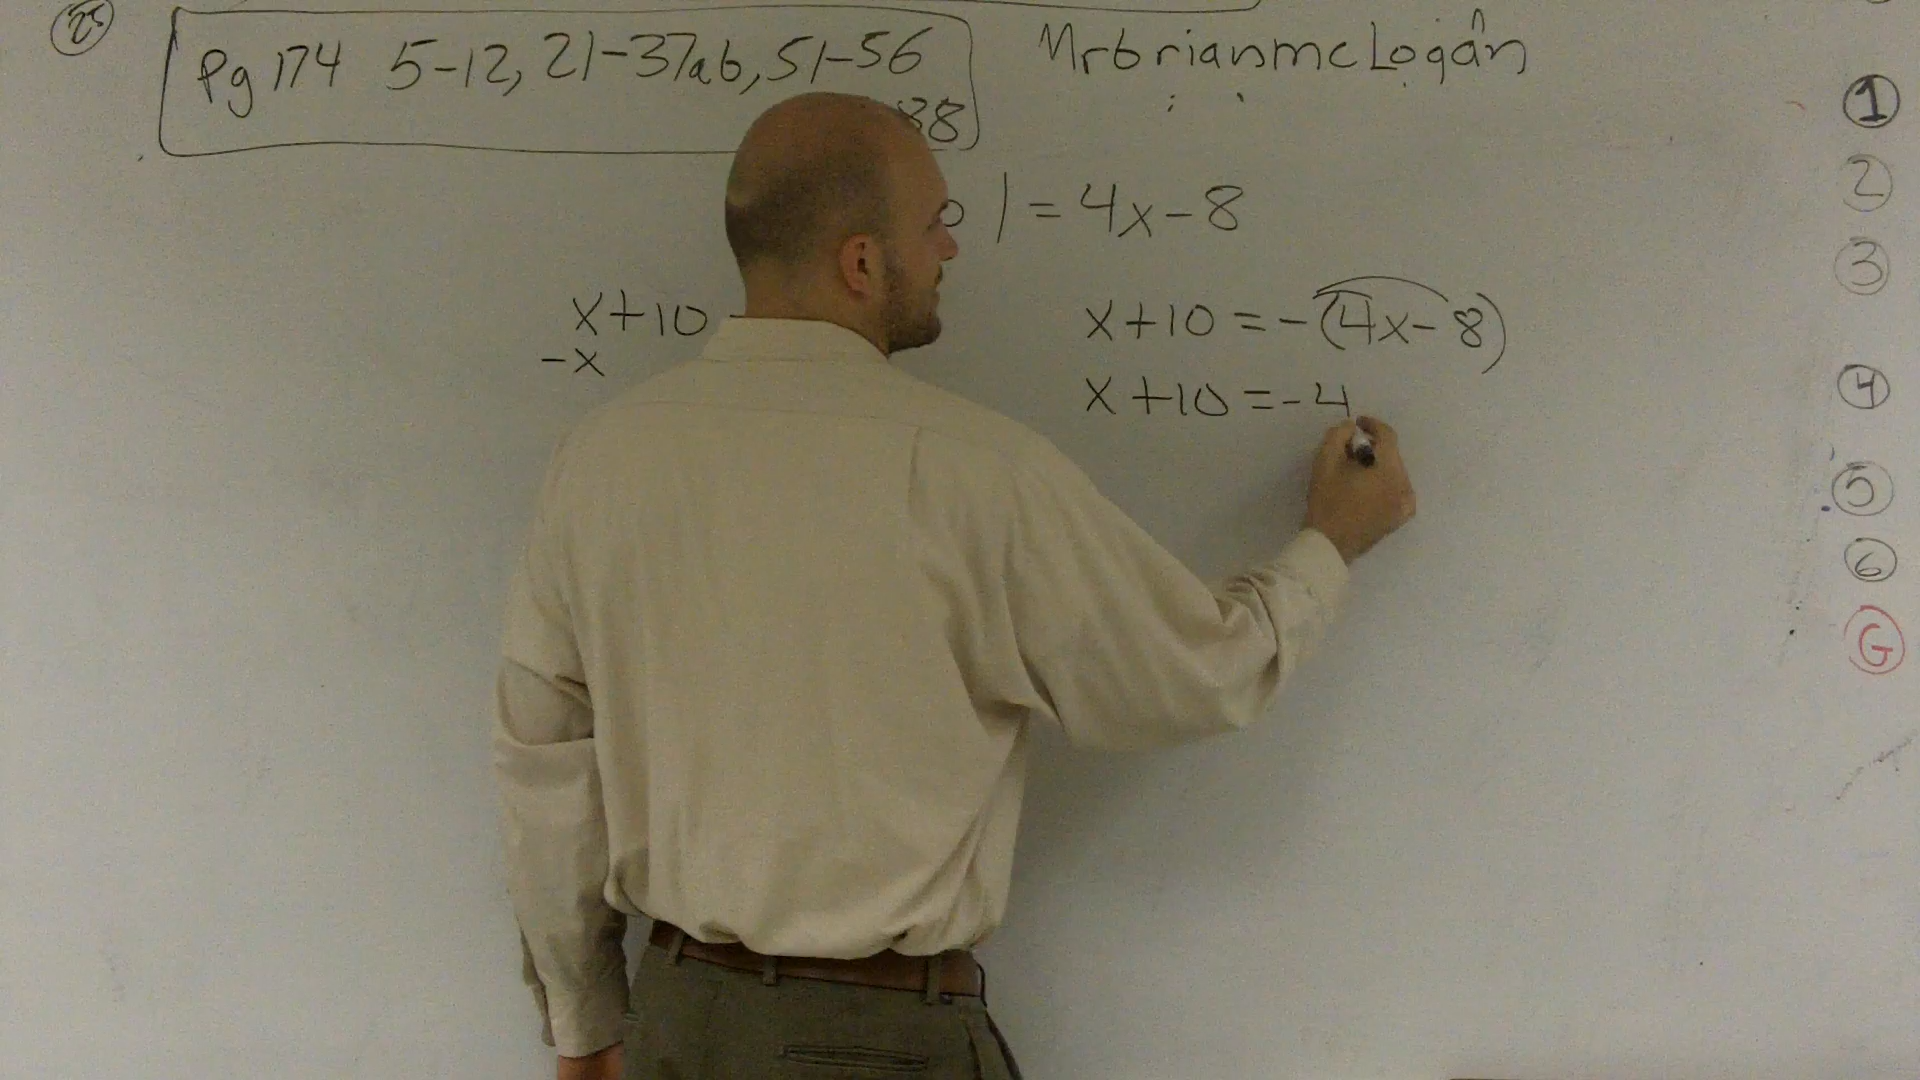 25
Pg 174 5-12, 21-37ab, 51-56
88
Mrbrianmclogan
| = 4x-8
x+10
-x
x+10 = -(4x-8)
x+10 = -4
1
2
3
4
5
6
G